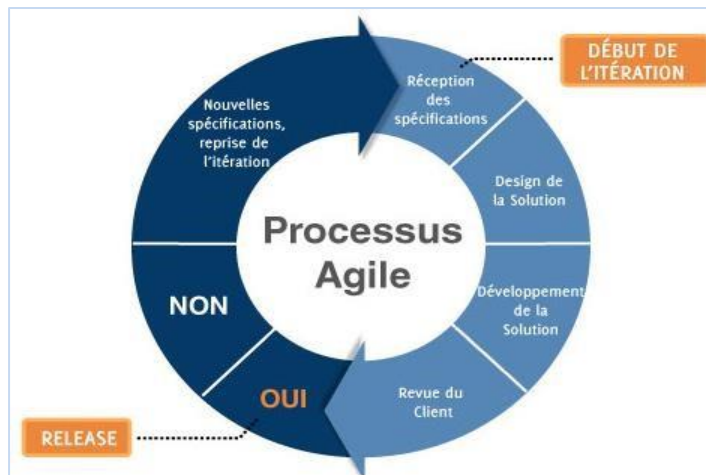 DÉBUT DE
L'ITÉRATION
Réception
des
spécifications
Design de
la Solution
Développement
de la
Solution
Revue du
Client
OUI
RELEASE
NON
Nouvelles
spécifications,
reprise de
l'itération
Processus
Agile